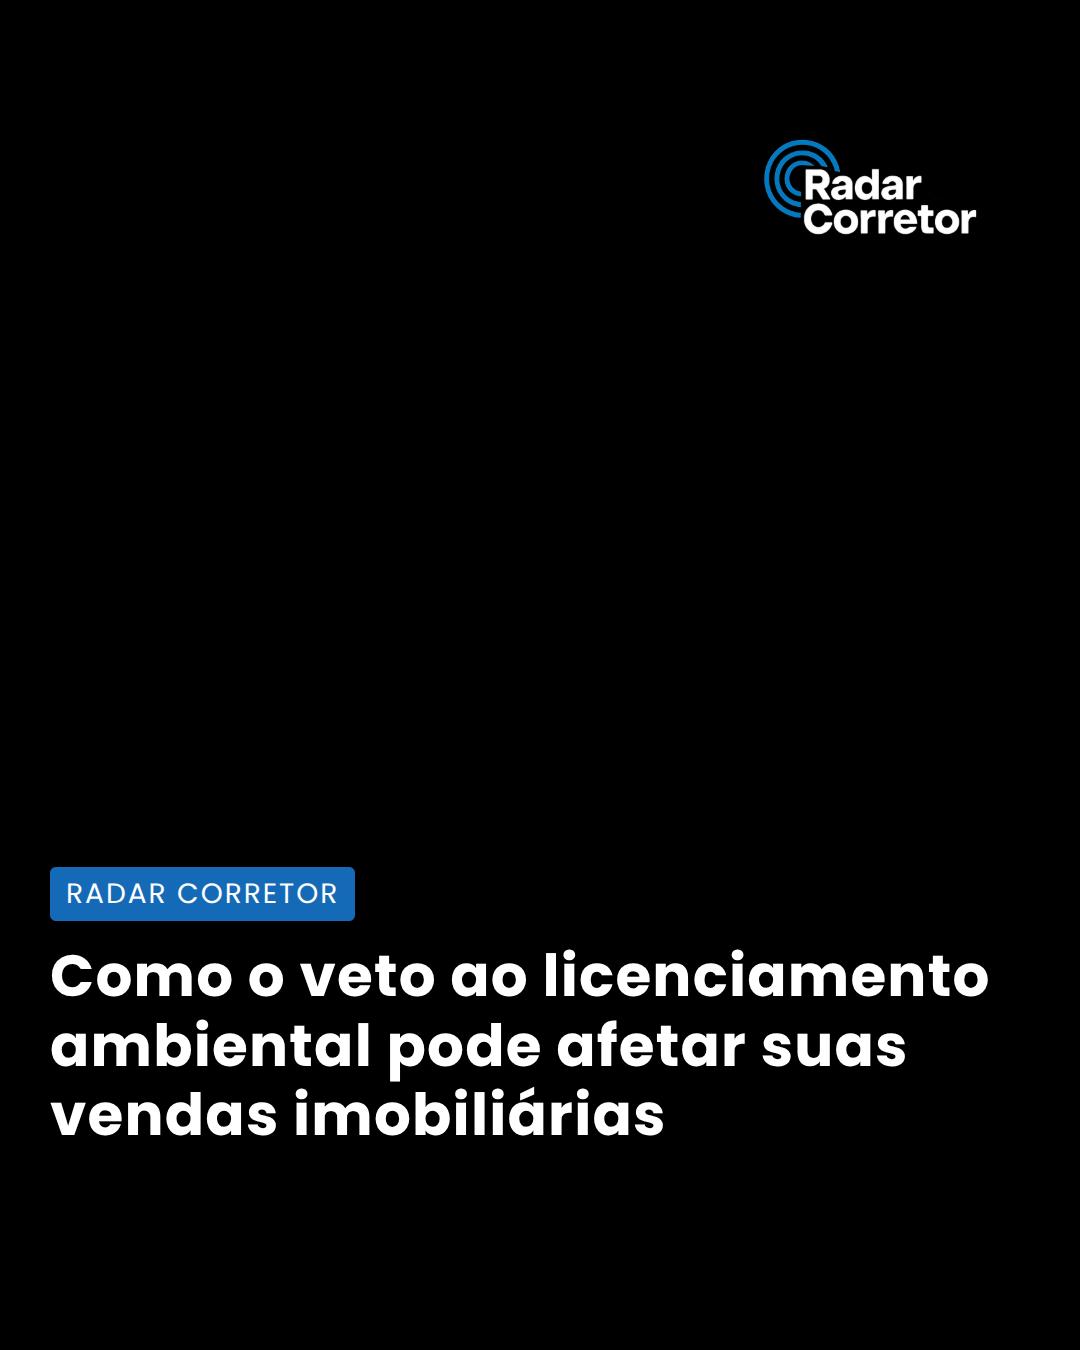 Radar
Corretor
RADAR CORRETOR
Como o veto ao licenciamento
ambiental pode afetar suas
vendas imobiliárias